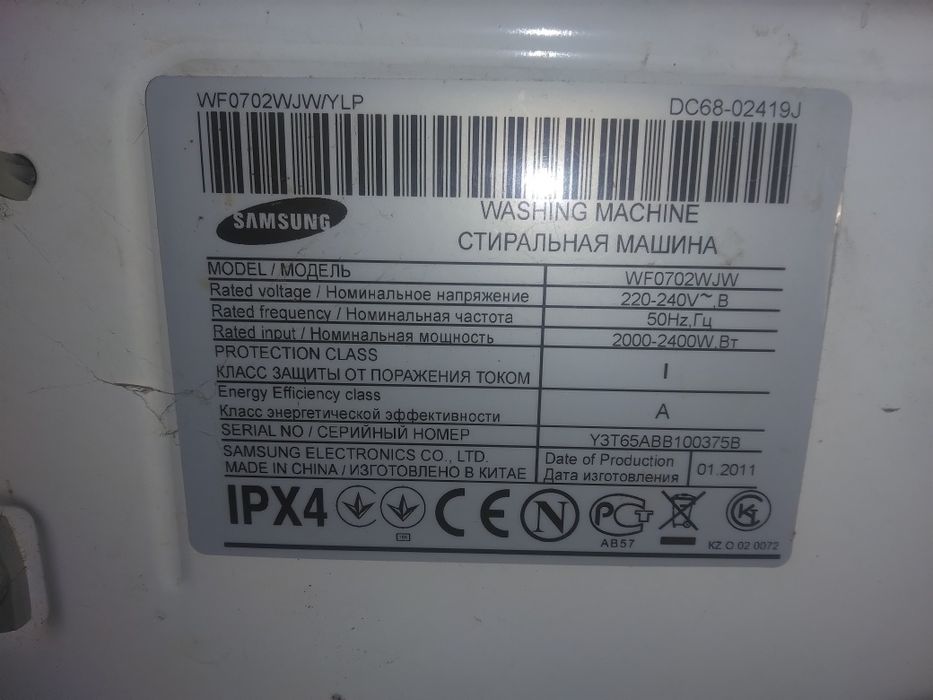 WF0702WJW/YLP DC68-02419J
SAMSUNG
WASHING MACHINE
СТИРАЛЬНАЯ МАШИНА
MODEL / МОДЕЛЬ WF0702WJW
Rated voltage / Номинальное напряжение 220-240V~,В
Rated frequency / Номинальная частота 50Hz,Гц
Rated input / Номинальная мощность 2000-2400W,Вт
PROTECTION CLASS
КЛАСС ЗАЩИТЫ ОТ ПОРАЖЕНИЯ ТОКОМ I
Energy Efficiency class
Класс энергетической эффективности A
SERIAL NO / СЕРИЙНЫЙ НОМЕР Y3T65ABB100375B
SAMSUNG ELECTRONICS CO., LTD.
MADE IN CHINA / ИЗГОТОВЛЕНО В КИТАЕ
Date of Production
Дата изготовления 01.2011
IPX4 CE N РСТ
АВ57 KZ O 02 0072